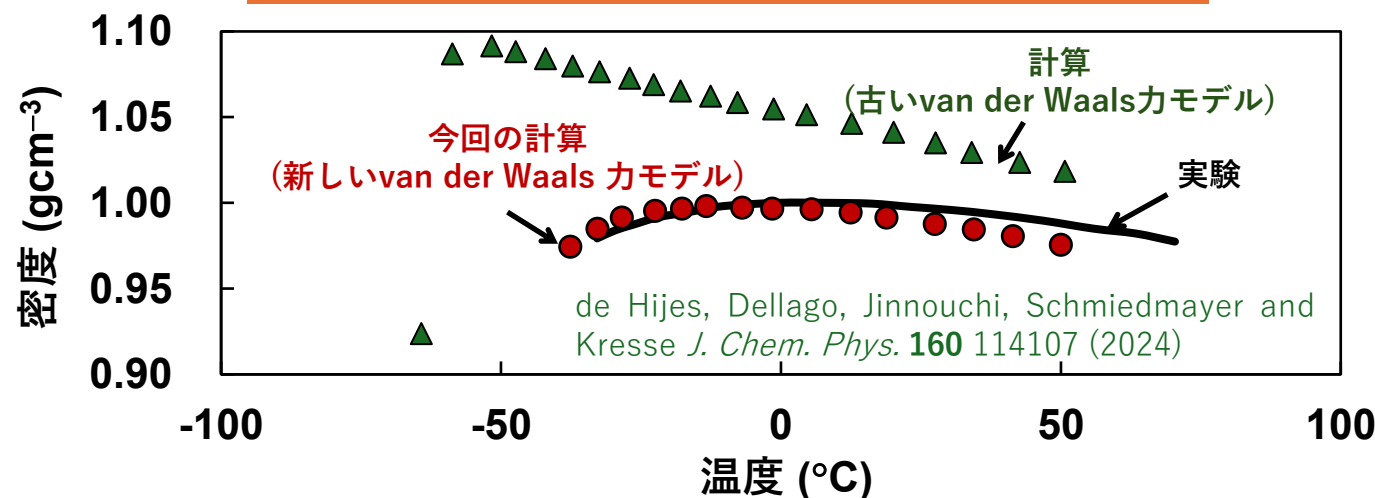 1.10
1.05
1.00
0.95
0.90
密度 (gcm⁻³)
計算
(古いvan der Waals力モデル)
今回の計算
(新しいvan der Waals 力モデル)
実験
de Hijes, Dellago, Jinnouchi, Schmiedmayer and
Kresse J. Chem. Phys. 160 114107 (2024)
-100
-50
0
50
100
温度 (°C)